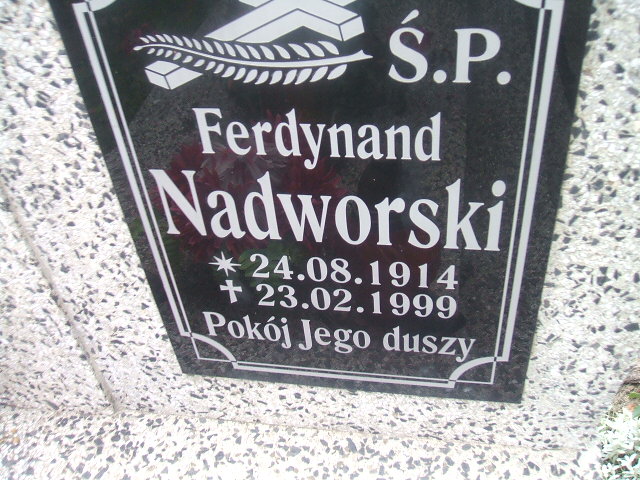 Ś.P.
Ferdynand
Nadworski
* 24.08.1914
✝ 23.02.1999
Pokój Jego duszy